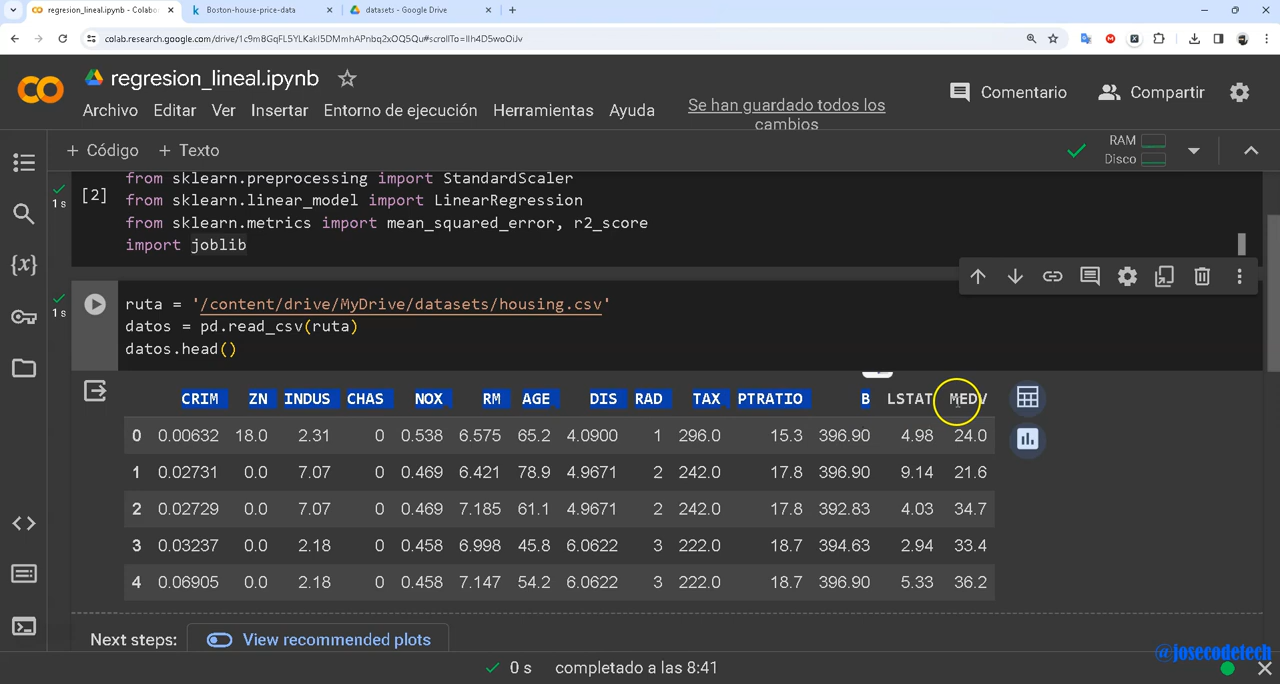 regresion_lineal.ipynb - Colabo
Boston-house-price-data
datasets - Google Drive
colab.research.google.com/drive/1c9m8GqFL5YLKakI5DMmhAPnbq2xOQ5Qu#scrollTo=IIh4D5woOiJv
regresion_lineal.ipynb
Archivo Editar Ver Insertar Entorno de ejecución Herramientas Ayuda
Se han guardado todos los
cambios
Comentario
Compartir
+ Código + Texto
RAM
Disco
from sklearn.preprocessing import StandardScaler
[2] from sklearn.linear_model import LinearRegression
1 s
from sklearn.metrics import mean_squared_error, r2_score
import joblib
ruta = '/content/drive/MyDrive/datasets/housing.csv'
1 s
datos = pd.read_csv(ruta)
datos.head()
CRIM ZN INDUS CHAS NOX RM AGE DIS RAD TAX PTRATIO B LSTAT MEDV
0 0.00632 18.0 2.31 0 0.538 6.575 65.2 4.0900 1 296.0 15.3 396.90 4.98 24.0
1 0.02731 0.0 7.07 0 0.469 6.421 78.9 4.9671 2 242.0 17.8 396.90 9.14 21.6
2 0.02729 0.0 7.07 0 0.469 7.185 61.1 4.9671 2 242.0 17.8 392.83 4.03 34.7
3 0.03237 0.0 2.18 0 0.458 6.998 45.8 6.0622 3 222.0 18.7 394.63 2.94 33.4
4 0.06905 0.0 2.18 0 0.458 7.147 54.2 6.0622 3 222.0 18.7 396.90 5.33 36.2
Next steps: View recommended plots
@josecodetech
0 s completado a las 8:41